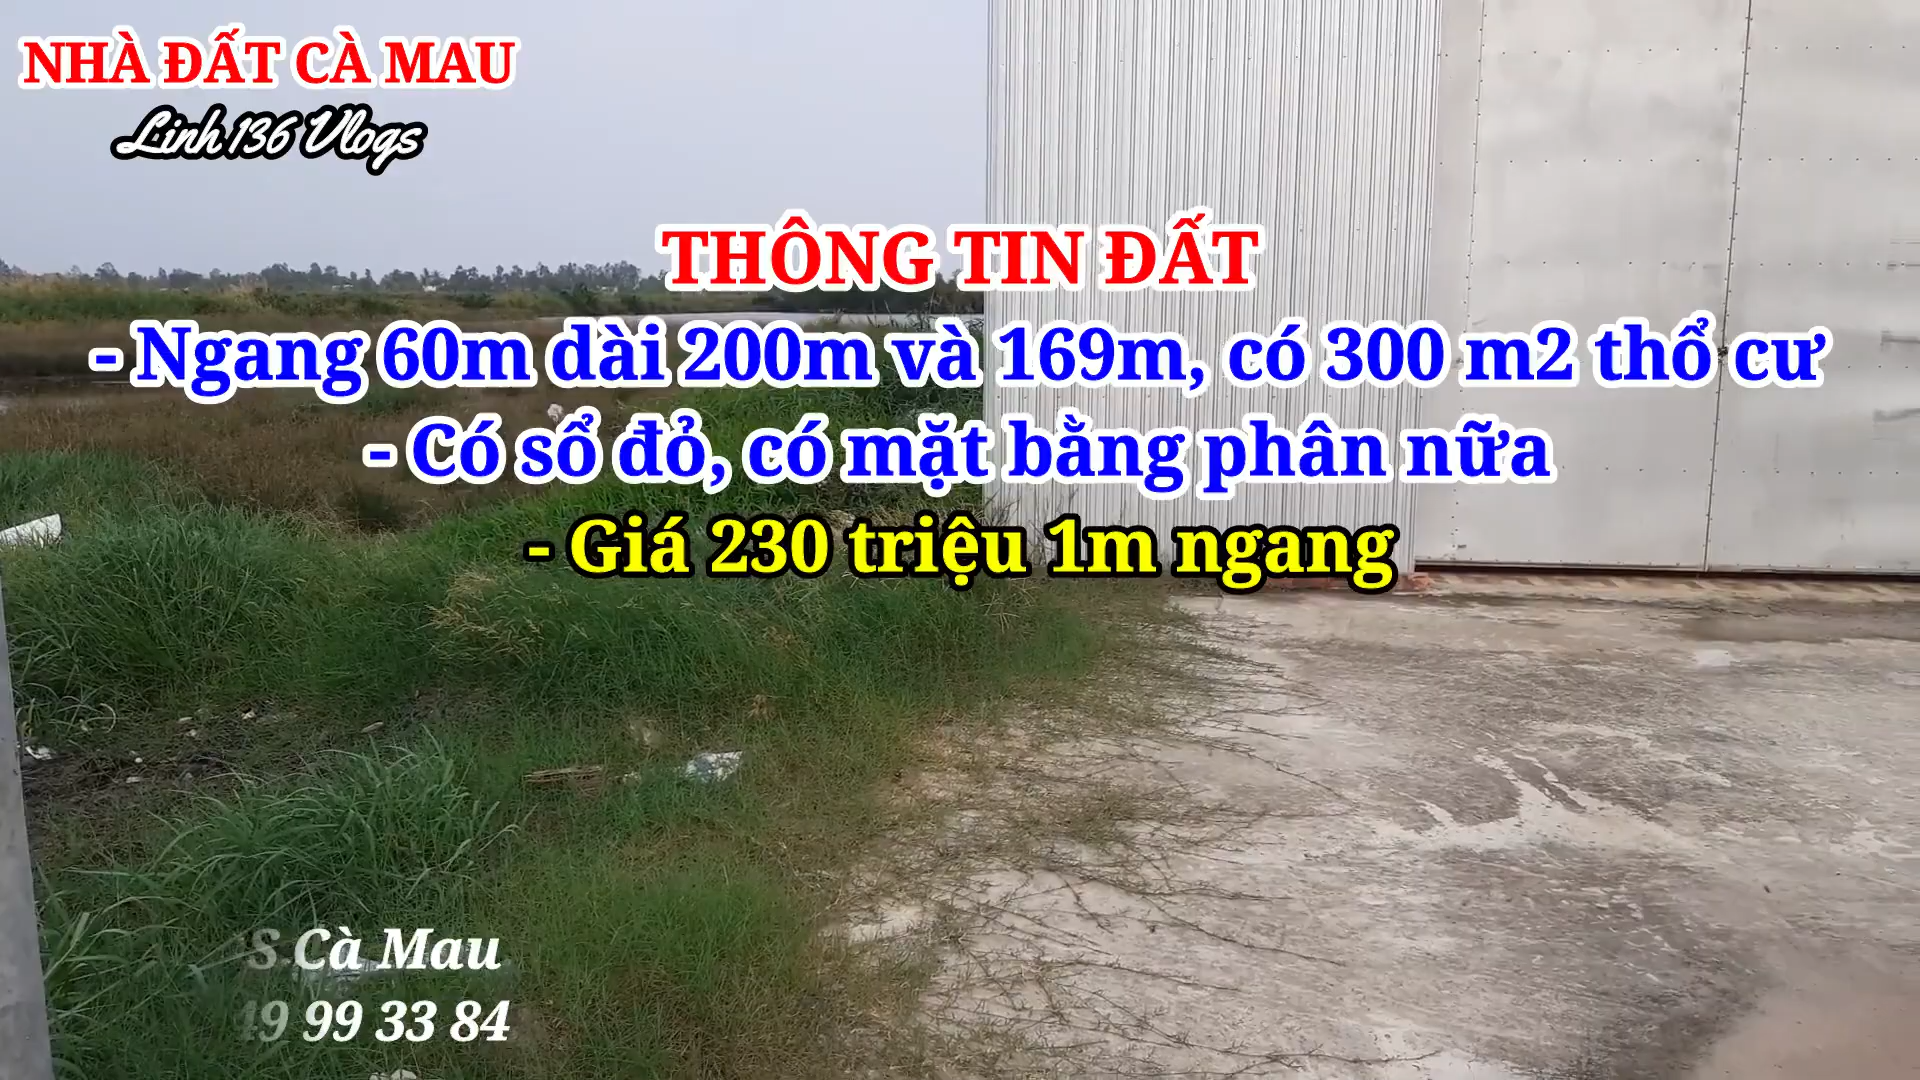 NHÀ ĐẤT CÀ MAU
Linh 136 Vlogs
THÔNG TIN ĐẤT
- Ngang 60m dài 200m và 169m, có 300 m2 thổ cư
- Có sổ đỏ, có mặt bằng phân nữa
- Giá 230 triệu 1m ngang
S Cà Mau
49 99 33 84